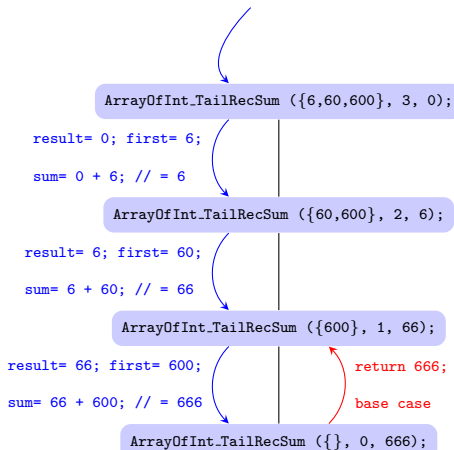 ArrayOfInt_TailRecSum ({6,60,600}, 3, 0);
result= 0; first= 6;
sum= 0 + 6; // = 6
ArrayOfInt_TailRecSum ({60,600}, 2, 6);
result= 6; first= 60;
sum= 6 + 60; // = 66
ArrayOfInt_TailRecSum ({600}, 1, 66);
result= 66; first= 600;
sum= 66 + 600; // = 666
return 666;
base case
ArrayOfInt_TailRecSum ({}, 0, 666);